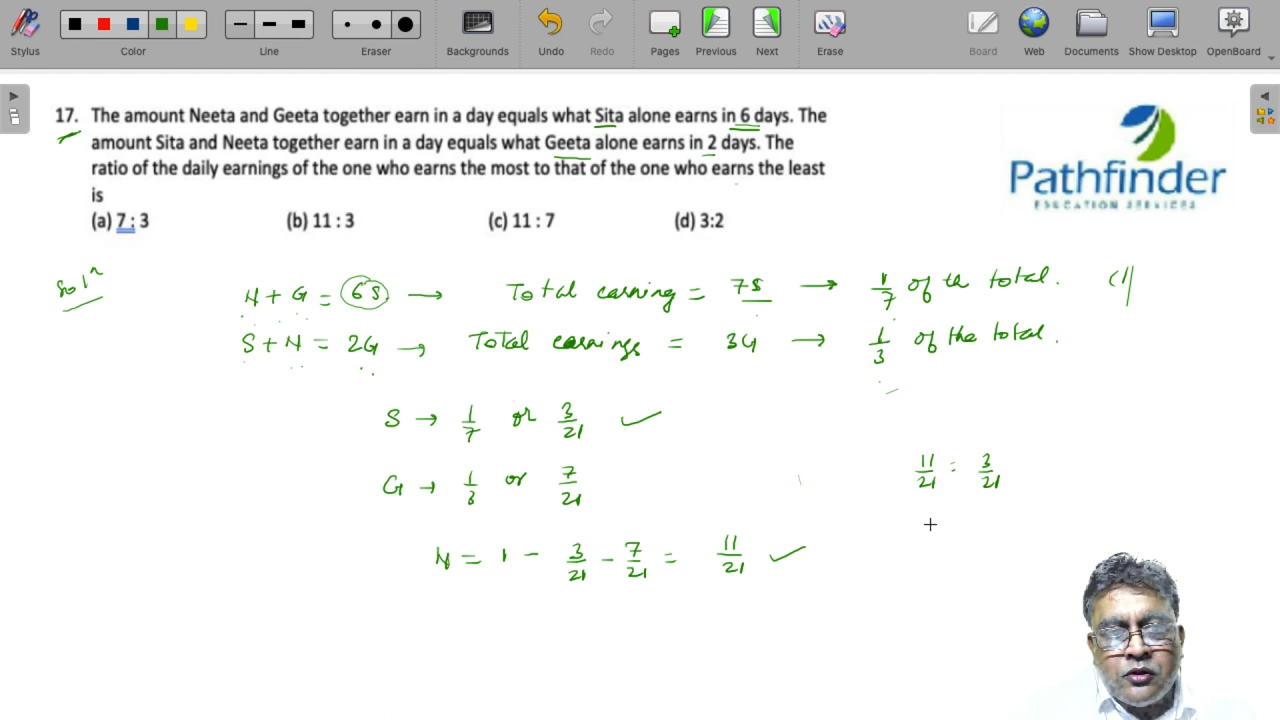 Stylus Color Line Eraser Backgrounds Undo Redo Pages Previous Next Erase Board Web Documents Show Desktop OpenBoard
17. The amount Neeta and Geeta together earn in a day equals what Sita alone earns in 6 days. The
amount Sita and Neeta together earn in a day equals what Geeta alone earns in 2 days. The
ratio of the daily earnings of the one who earns the most to that of the one who earns the least
is
(a) 7 : 3 (b) 11 : 3 (c) 11 : 7 (d) 3:2
Pathfinder
EDUCATION SERVICES
Solⁿ
N + G = 6S → Total earning = 7S → 1/7 of the total. (1)
S + N = 2G → Total earnings = 3G → 1/3 of the total.
S → 1/7 or 3/21 ✓
G → 1/3 or 7/21
11/21 : 3/21
N = 1 - 3/21 - 7/21 = 11/21 ✓